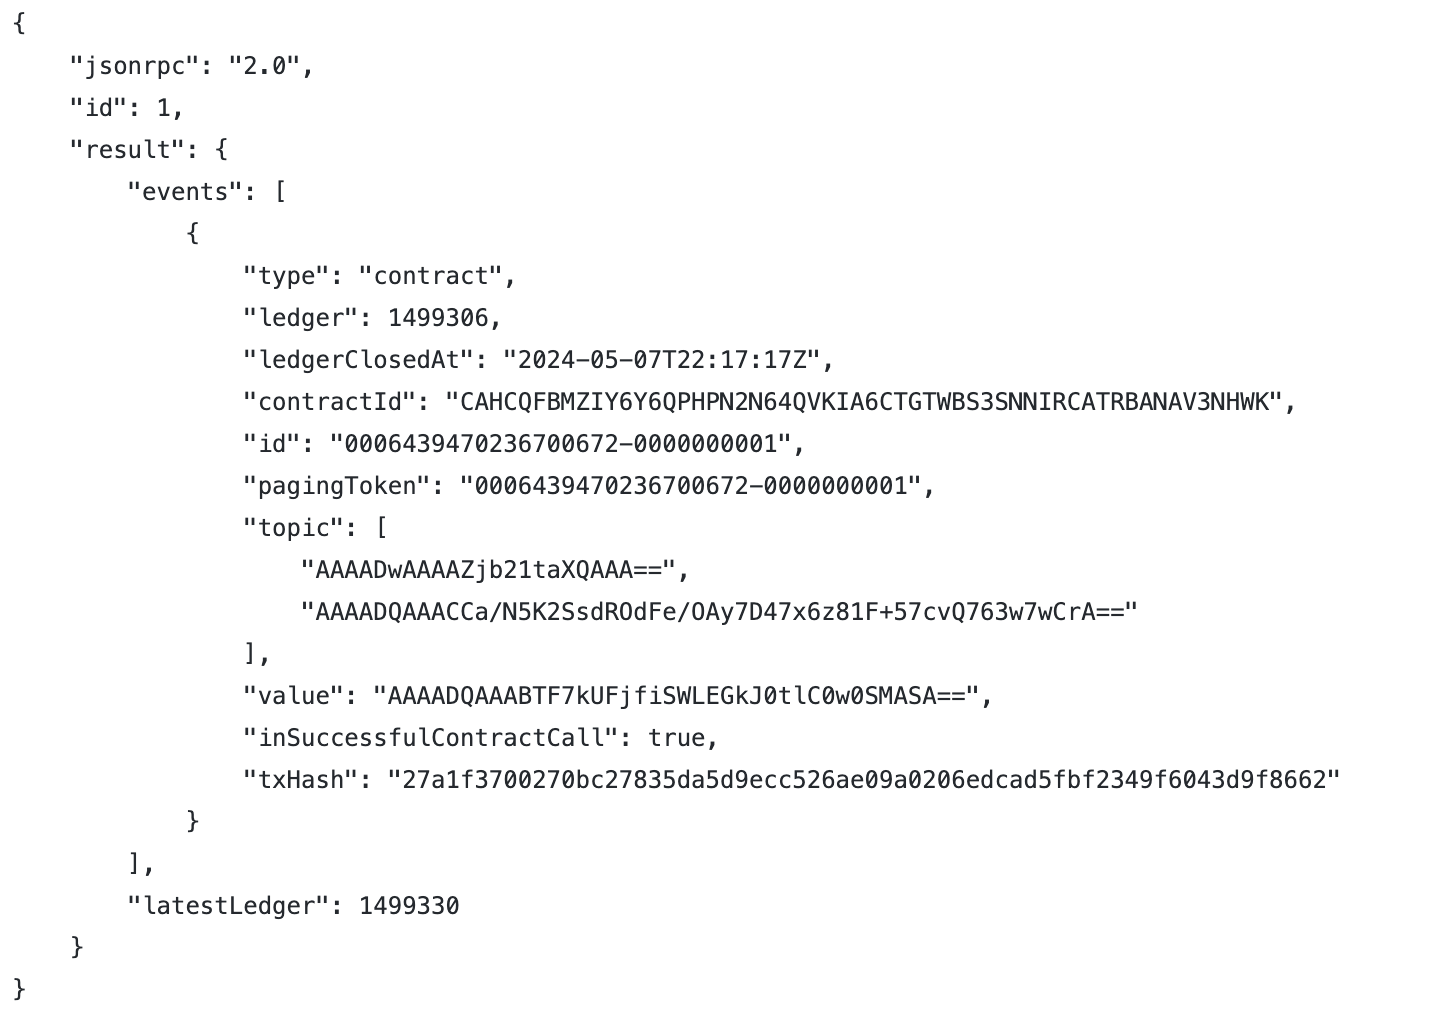 {
    "jsonrpc": "2.0",
    "id": 1,
    "result": {
        "events": [
            {
                "type": "contract",
                "ledger": 1499306,
                "ledgerClosedAt": "2024-05-07T22:17:17Z",
                "contractId": "CAHCQFBMZIY6Y6QPHPN2N64QVKIA6CTGTWBS3SNNIRCATRBANAV3NHWK",
                "id": "0006439470236700672-0000000001",
                "pagingToken": "0006439470236700672-0000000001",
                "topic": [
                    "AAAADwAAAAZjb21taXQAAA==",
                    "AAAADQAAACCa/N5K2SsdROdFe/OAy7D47x6z81F+57cvQ763w7wCrA=="
                ],
                "value": "AAAADQAAABTF7kUFjfiSWLEGkJ0tlC0w0SMASA==",
                "inSuccessfulContractCall": true,
                "txHash": "27a1f3700270bc27835da5d9ecc526ae09a0206edcad5fbf2349f6043d9f8662"
            }
        ],
        "latestLedger": 1499330
    }
}